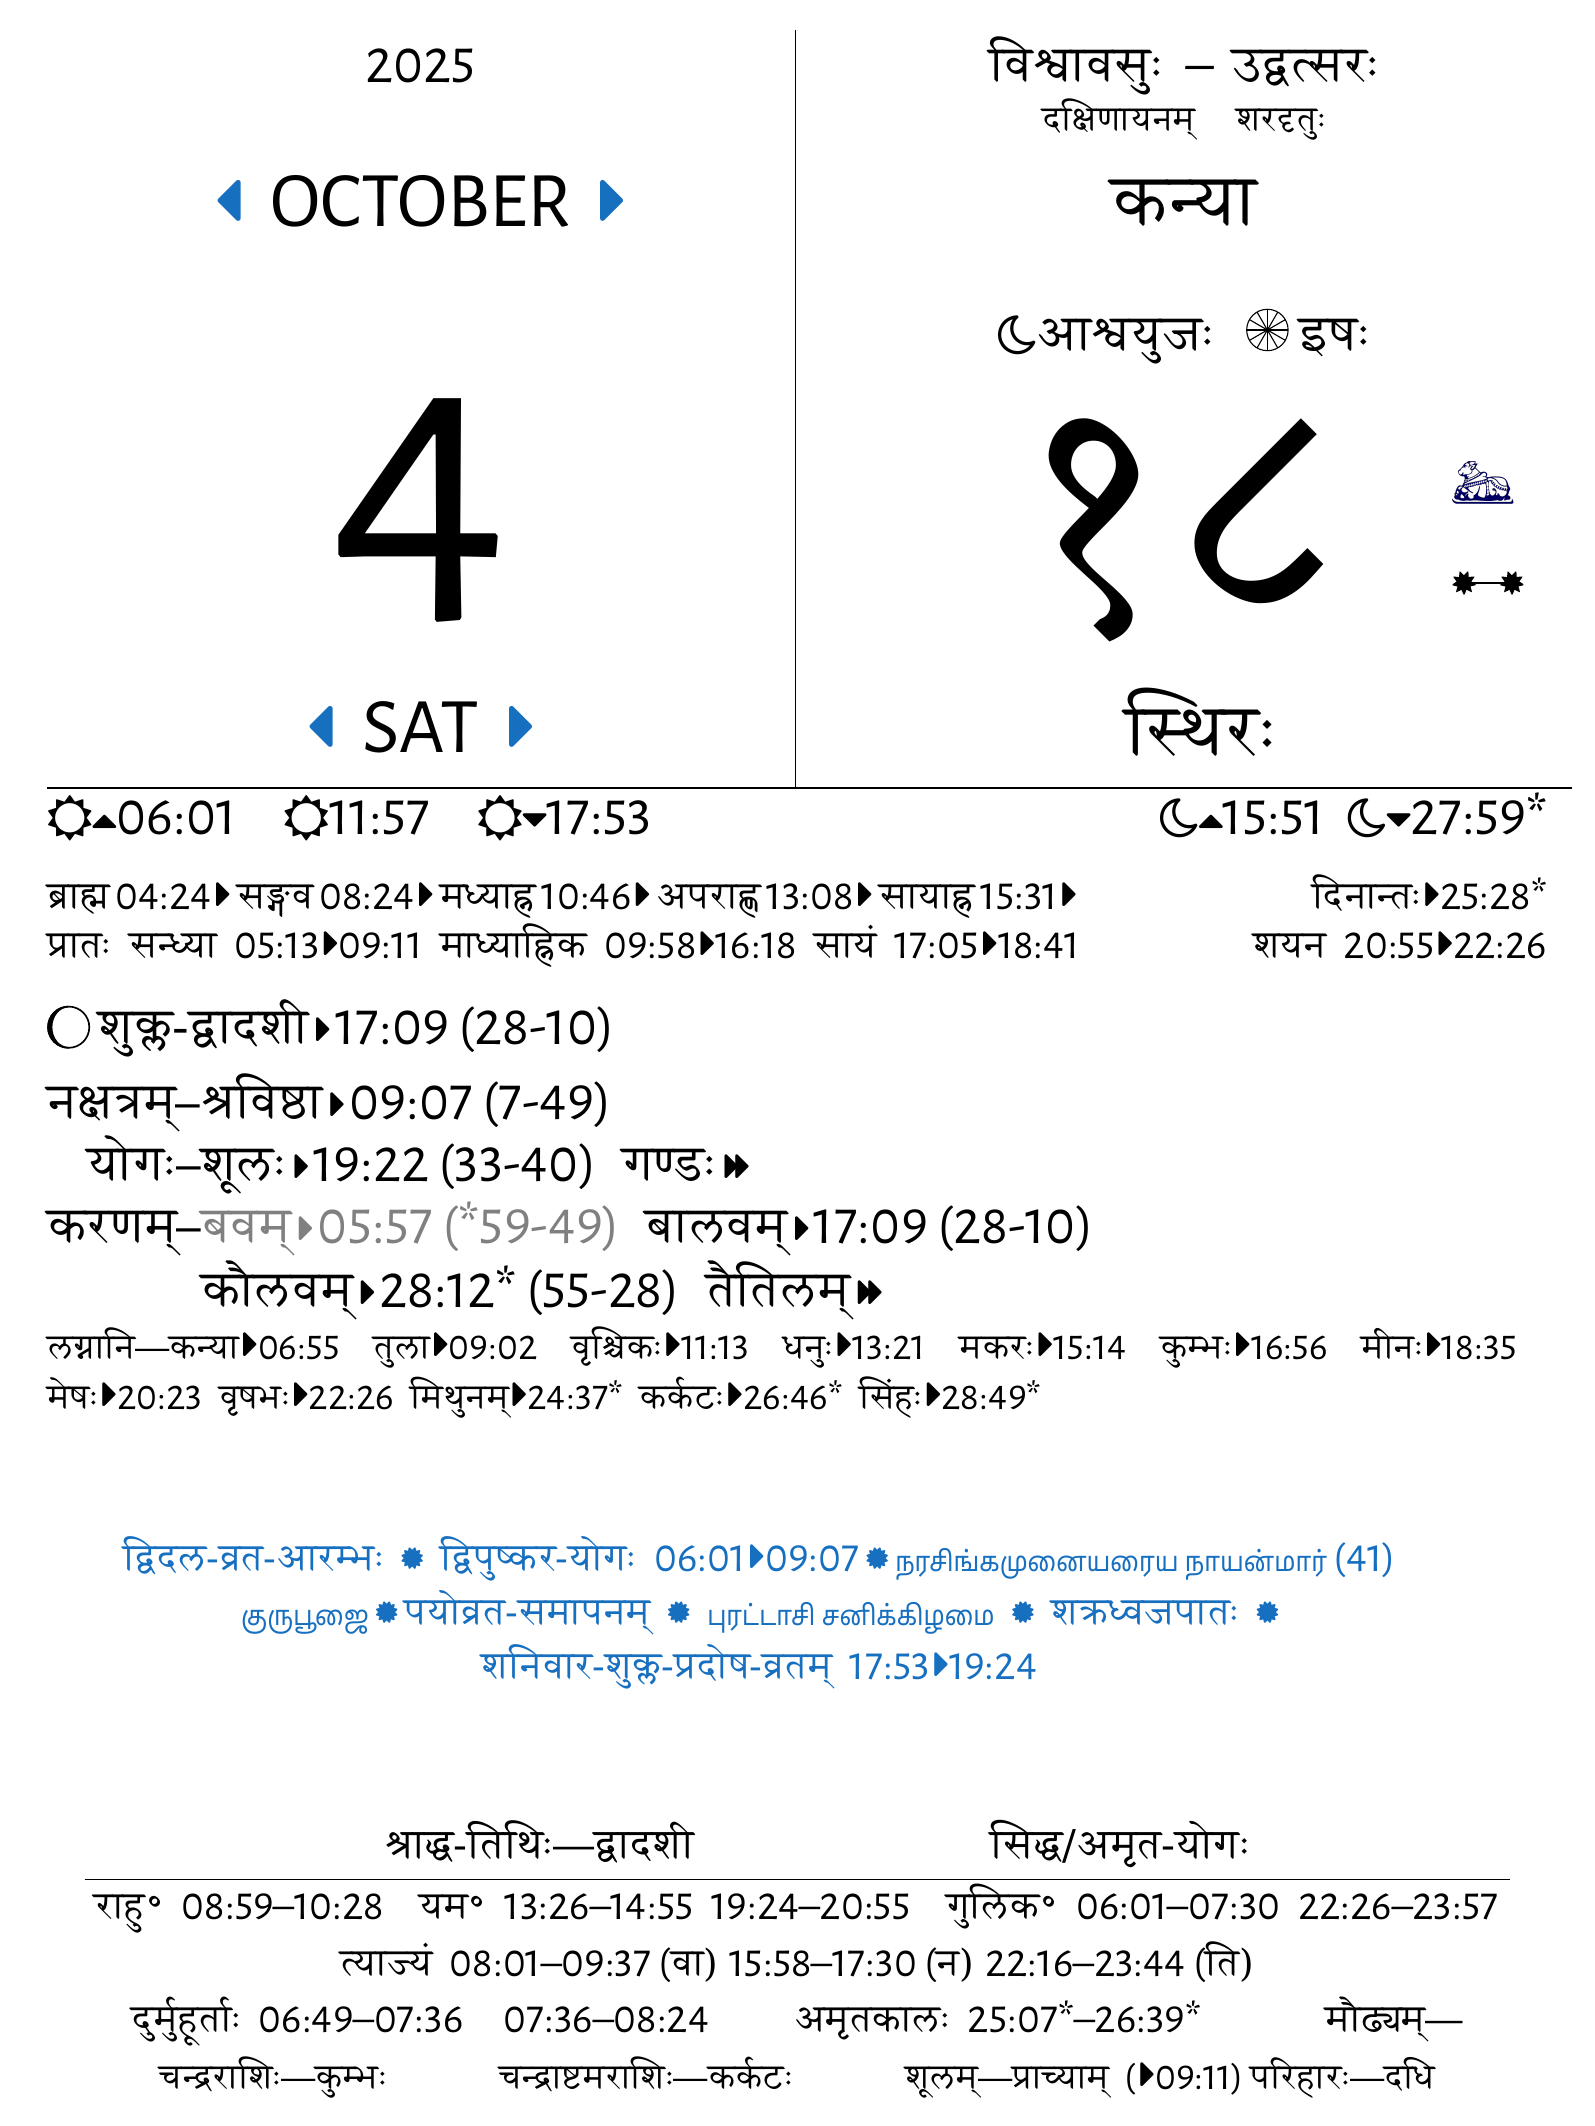 2025
OCTOBER
4
SAT
विश्वावसुः – उद्वत्सरः
दक्षिणायनम् शरदृतुः
कन्या
आश्वयुजः इषः
१८
स्थिरः
06:01 11:57 17:53 15:51 27:59*
ब्राह्म 04:24 सङ्गव 08:24 मध्याह्न 10:46 अपराह्ण 13:08 सायाह्न 15:31 दिनान्तः 25:28*
प्रातः सन्ध्या 05:13 09:11 माध्याह्निक 09:58 16:18 सायं 17:05 18:41 शयन 20:55 22:26
शुक्ल-द्वादशी 17:09 (28-10)
नक्षत्रम्–श्रविष्ठा 09:07 (7-49)
योगः–शूलः 19:22 (33-40) गण्डः
करणम्–बवम् 05:57 (*59-49) बालवम् 17:09 (28-10)
कौलवम् 28:12* (55-28) तैतिलम्
लग्नानि—कन्या 06:55 तुला 09:02 वृश्चिकः 11:13 धनुः 13:21 मकरः 15:14 कुम्भः 16:56 मीनः 18:35
मेषः 20:23 वृषभः 22:26 मिथुनम् 24:37* कर्कटः 26:46* सिंहः 28:49*
द्विदल-व्रत-आरम्भः द्विपुष्कर-योगः 06:01 09:07 நரசிங்கமுனையரைய நாயன்மார் (41)
குருபூஜை पयोव्रत-समापनम् புரட்டாசி சனிக்கிழமை शक्रध्वजपातः
शनिवार-शुक्ल-प्रदोष-व्रतम् 17:53 19:24
श्राद्ध-तिथिः—द्वादशी सिद्ध/अमृत-योगः
राहु° 08:59–10:28 यम° 13:26–14:55 19:24–20:55 गुलिक° 06:01–07:30 22:26–23:57
त्याज्यं 08:01–09:37 (वा) 15:58–17:30 (न) 22:16–23:44 (ति)
दुर्मुहूर्ताः 06:49–07:36 07:36–08:24 अमृतकालः 25:07*–26:39* मौढ्यम्—
चन्द्रराशिः—कुम्भः चन्द्राष्टमराशिः—कर्कटः शूलम्—प्राच्याम् (09:11) परिहारः—दधि